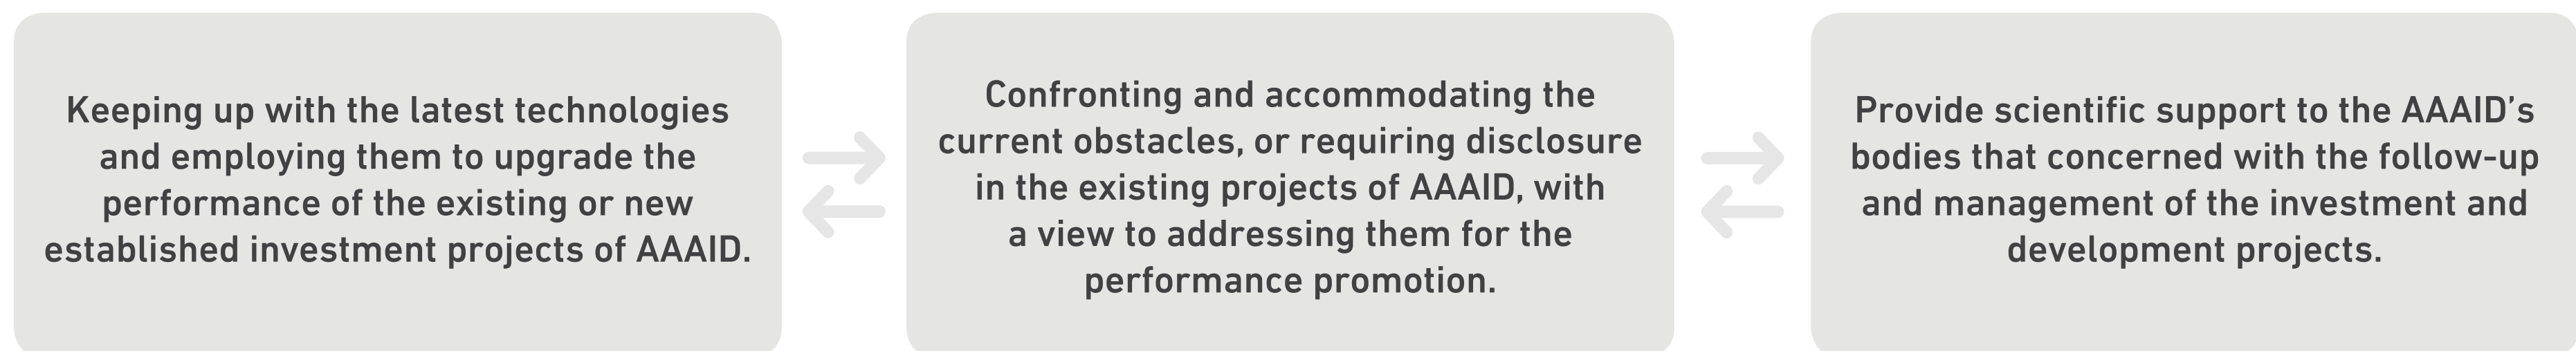 Keeping up with the latest technologies
and employing them to upgrade the
performance of the existing or new
established investment projects of AAAID.
Confronting and accommodating the
current obstacles, or requiring disclosure
in the existing projects of AAAID, with
a view to addressing them for the
performance promotion.
Provide scientific support to the AAAID’s
bodies that concerned with the follow-up
and management of the investment and
development projects.